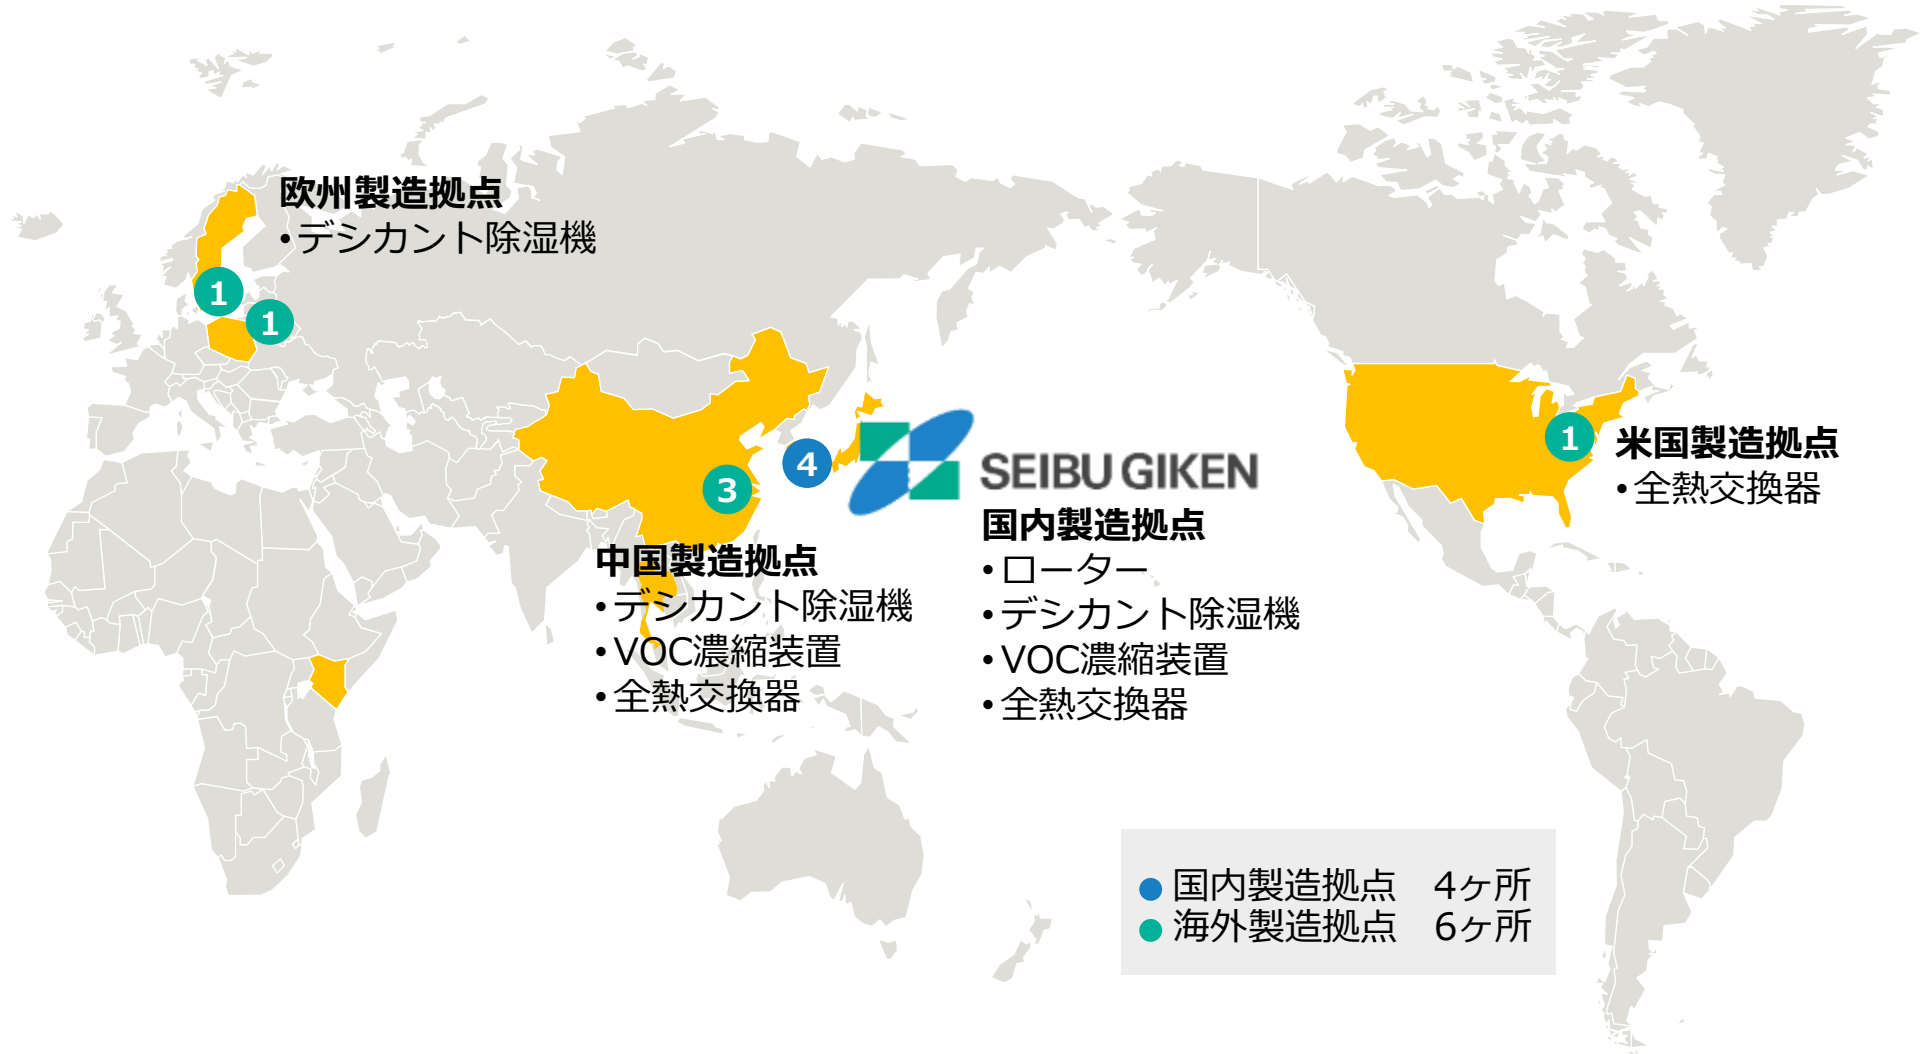 欧州製造拠点
•デシカント除湿機
1
1
4
3
SEIBU GIKEN
国内製造拠点
•ローター
•デシカント除湿機
•VOC濃縮装置
•全熱交換器
中国製造拠点
•デシカント除湿機
•VOC濃縮装置
•全熱交換器
1
米国製造拠点
•全熱交換器
国内製造拠点　4ヶ所
海外製造拠点　6ヶ所